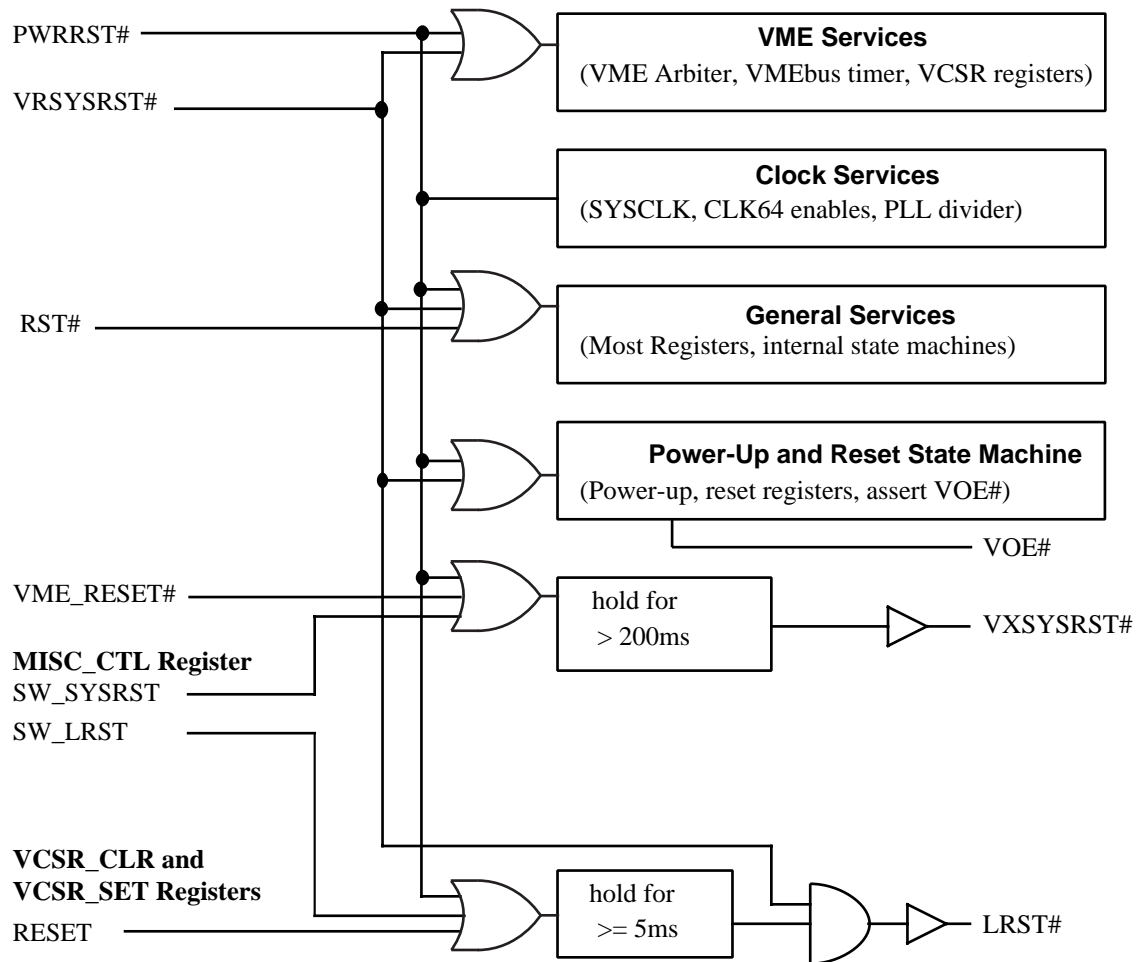 PWRRST#
VME Services
(VME Arbiter, VMEbus timer, VCSR registers)
VRSYSRST#
Clock Services
(SYSCLK, CLK64 enables, PLL divider)
RST#
General Services
(Most Registers, internal state machines)
Power-Up and Reset State Machine
(Power-up, reset registers, assert VOE#)
VOE#
VME_RESET#
hold for
> 200ms
VXSYSRST#
MISC_CTL Register
SW_SYSRST
SW_LRST
VCSR_CLR and
VCSR_SET Registers
RESET
hold for
>= 5ms
LRST#